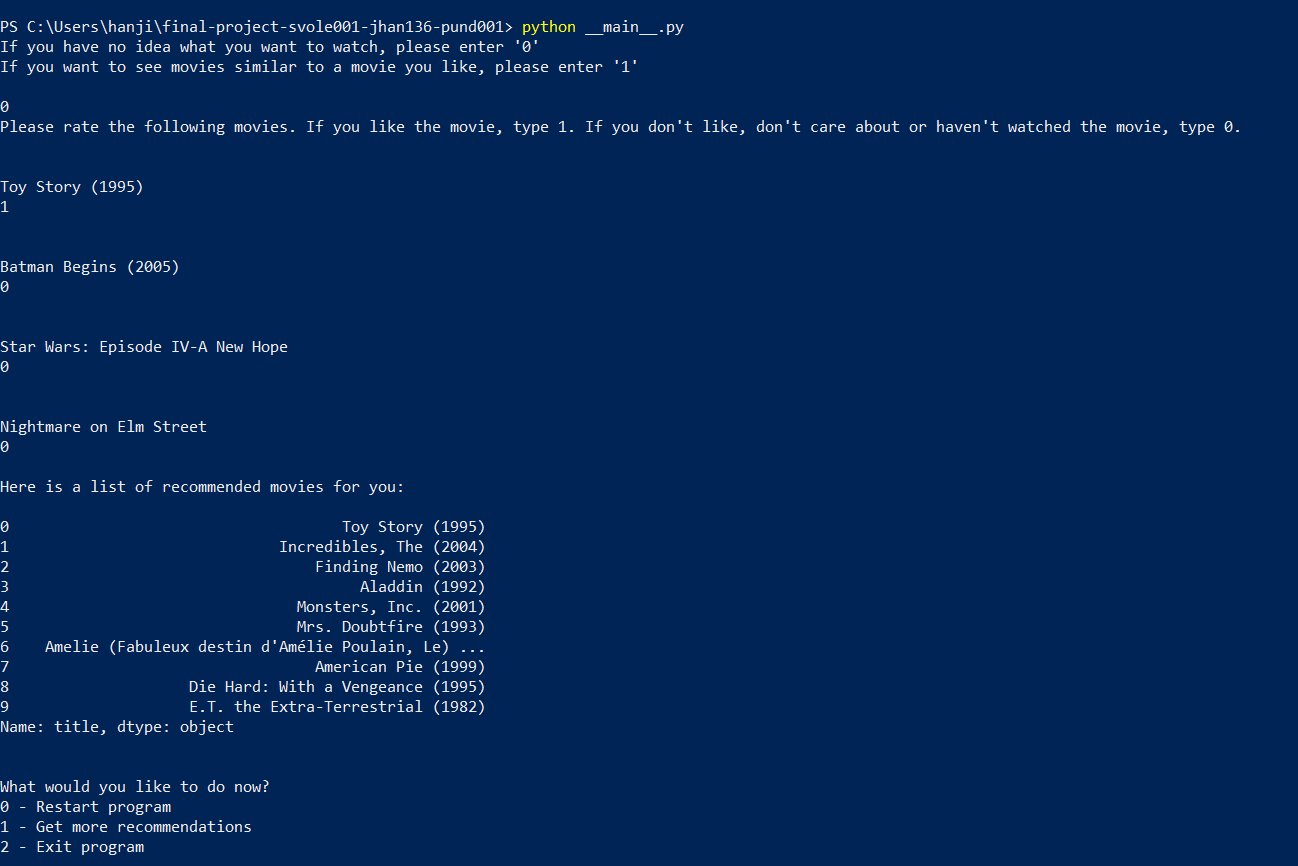 PS C:\Users\hanji\final-project-svole001-jhan136-pund001> python __main__.py
If you have no idea what you want to watch, please enter '0'
If you want to see movies similar to a movie you like, please enter '1'
0
Please rate the following movies. If you like the movie, type 1. If you don't like, don't care about or haven't watched the movie, type 0.
Toy Story (1995)
1
Batman Begins (2005)
0
Star Wars: Episode IV-A New Hope
0
Nightmare on Elm Street
0
Here is a list of recommended movies for you:
0 Toy Story (1995)
1 Incredibles, The (2004)
2 Finding Nemo (2003)
3 Aladdin (1992)
4 Monsters, Inc. (2001)
5 Mrs. Doubtfire (1993)
6 Amelie (Fabuleux destin d'Amélie Poulain, Le) ...
7 American Pie (1999)
8 Die Hard: With a Vengeance (1995)
9 E.T. the Extra-Terrestrial (1982)
Name: title, dtype: object
What would you like to do now?
0 - Restart program
1 - Get more recommendations
2 - Exit program